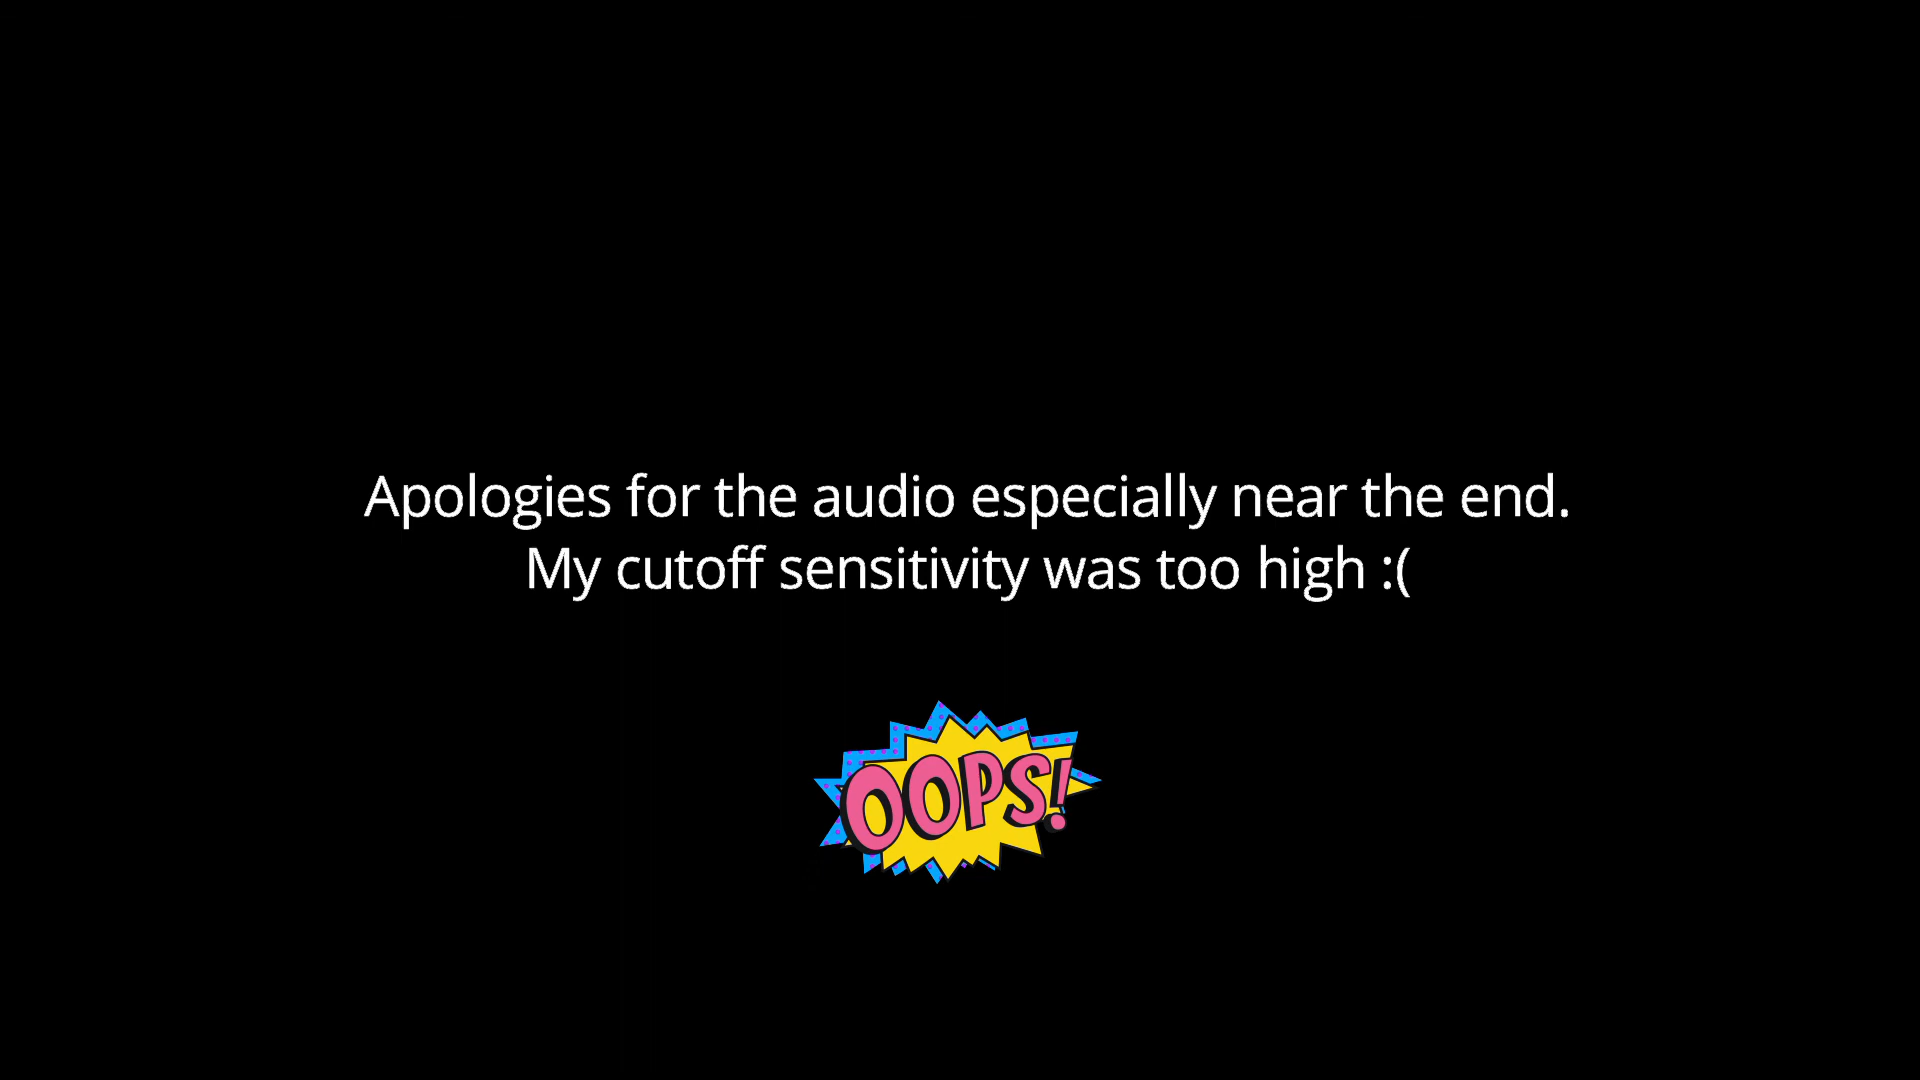 Apologies for the audio especially near the end.
My cutoff sensitivity was too high :(
OOPS!